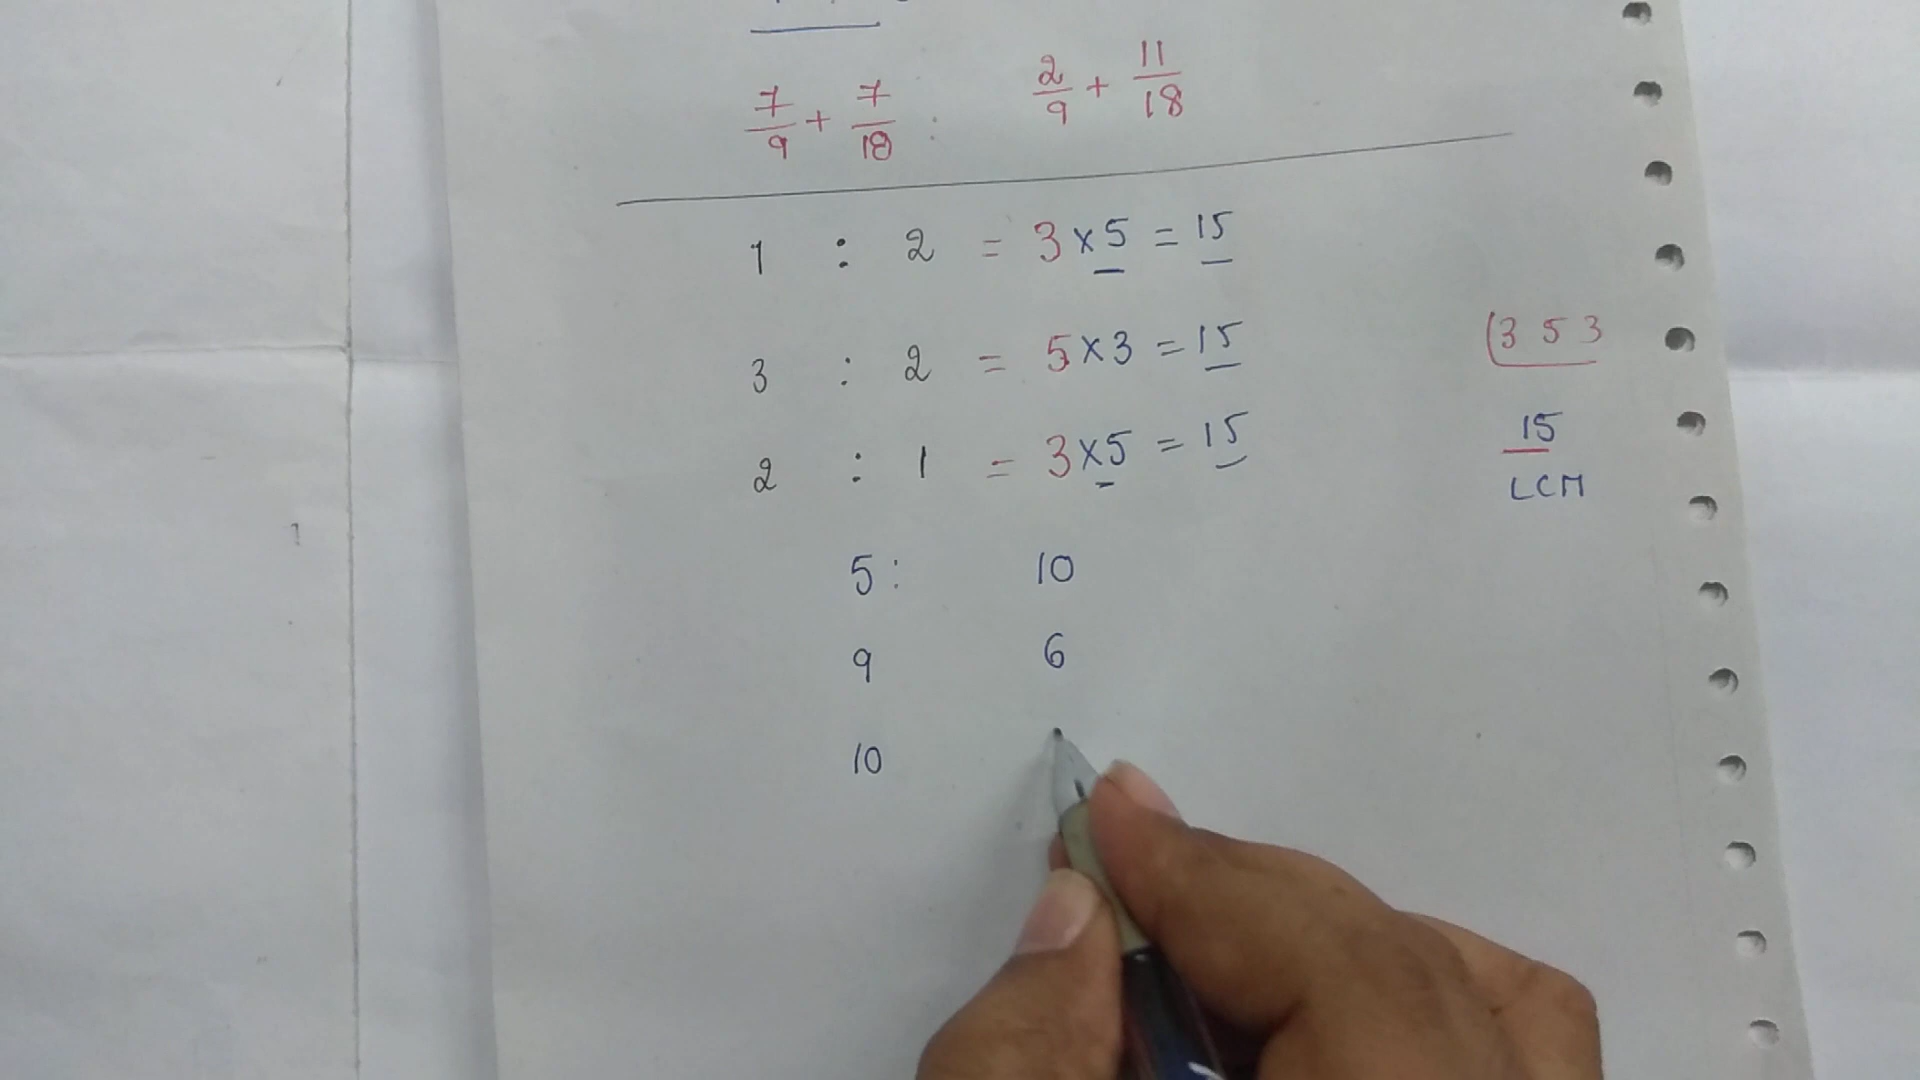 7/9 + 7/18 : 2/9 + 11/18
1 : 2 = 3 × 5 = 15
3 : 2 = 5 × 3 = 15
2 : 1 = 3 × 5 = 15
3 5 3
15
LCM
5 : 10
9 6
10